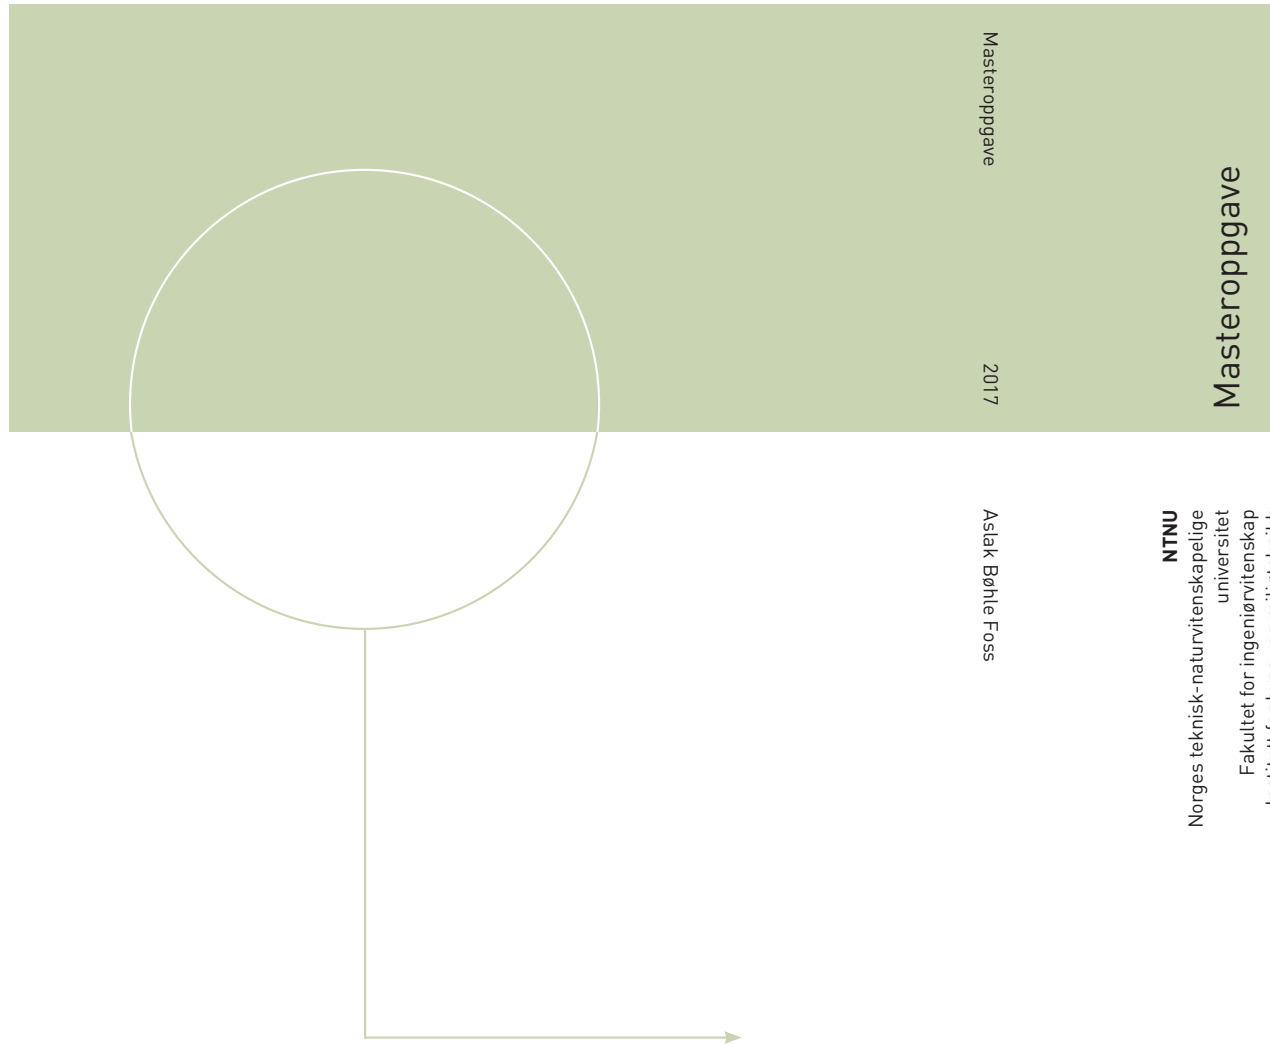 Masteroppgave
2017
Aslak Bøhle Foss
Masteroppgave
NTNU
Norges teknisk-naturvitenskapelige
universitet
Fakultet for ingeniørvitenskap